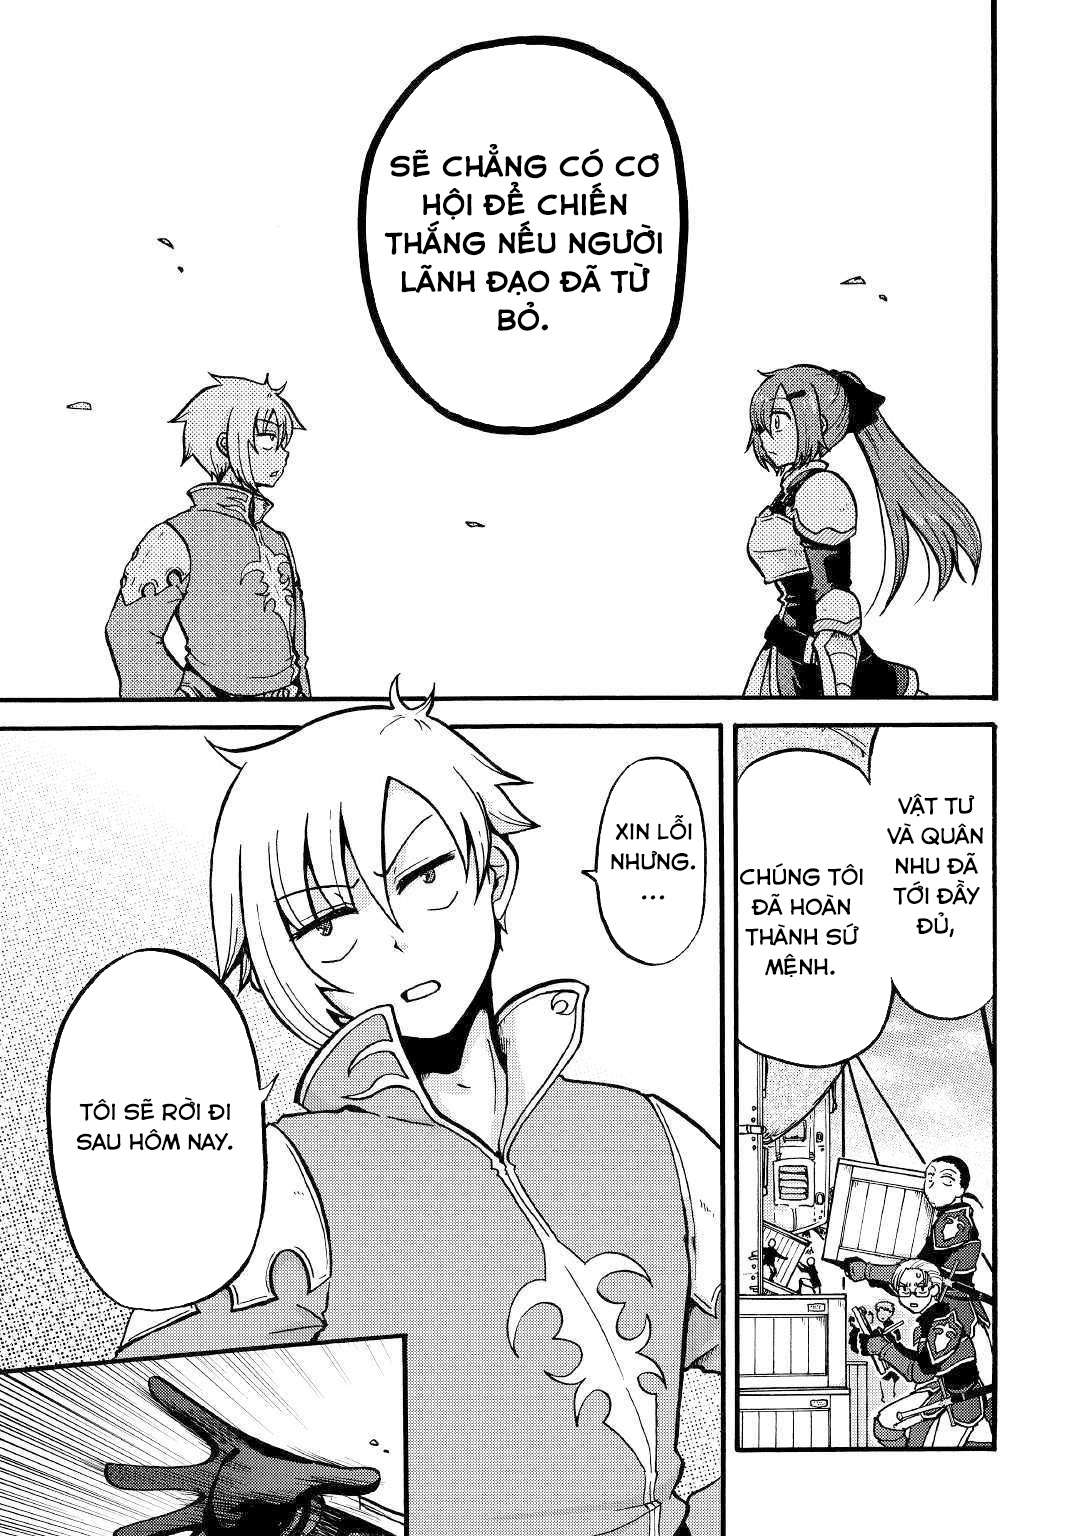 SẼ CHẲNG CÓ CƠ
HỘI ĐỂ CHIẾN
THẮNG NẾU NGƯỜI
LÃNH ĐẠO ĐÃ TỪ
BỎ.
VẬT TƯ
VÀ QUÂN
NHU ĐÃ
TỚI ĐẦY
ĐỦ,
CHÚNG TÔI
ĐÃ HOÀN
THÀNH SỨ
MỆNH.
XIN LỖI
NHƯNG.
...
TÔI SẼ RỜI ĐI
SAU HÔM NAY.